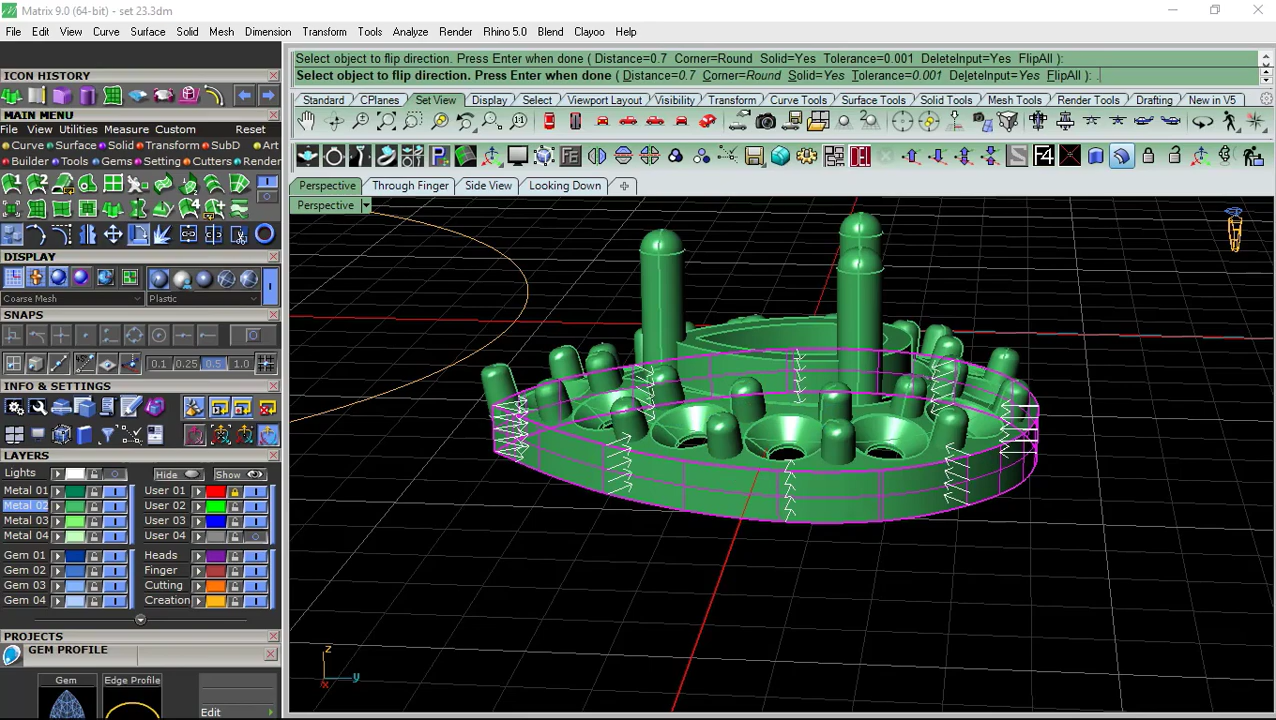 Matrix 9.0 (64-bit) - set 23.3dm
File Edit View Curve Surface Solid Mesh Dimension Transform Tools Analyze Render Rhino 5.0 Blend Clayoo Help
ICON HISTORY
MAIN MENU
File View Utilities Measure Custom Reset
Curve Surface Solid Transform SubD
Builder Tools Gems Setting Cutters Render
DISPLAY
Coarse Mesh Plastic
SNAPS
0.1 0.25 0.5 1.0
INFO & SETTINGS
LAYERS
Lights Hide Show
Metal 01 User 01
Metal 02 User 02
Metal 03 User 03
Metal 04 User 04
Gem 01 Heads
Gem 02 Finger
Gem 03 Cutting
Gem 04 Creation
PROJECTS
GEM PROFILE
Gem Edge Profile
Edit
Select object to flip direction. Press Enter when done ( Distance=0.7 Corner=Round Solid=Yes Tolerance=0.001 DeleteInput=Yes FlipAll ):
Select object to flip direction. Press Enter when done ( Distance=0.7 Corner=Round Solid=Yes Tolerance=0.001 DeleteInput=Yes FlipAll ): .
Standard CPlanes Set View Display Select Viewport Layout Visibility Transform Curve Tools Surface Tools Solid Tools Mesh Tools Render Tools Drafting New in V5
Perspective Through Finger Side View Looking Down
Perspective
z
y
x